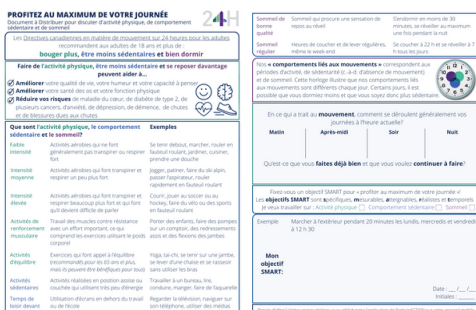 PROFITEZ AU MAXIMUM DE VOTRE JOURNÉE
Document à Distribuer pour discuter d'activité physique, de comportement
sédentaire et de sommeil
24H
Les Directives canadiennes en matière de mouvement sur 24 heures pour les adultes
recommandent aux adultes de 18 ans et plus de :
bouger plus, être moins sédentaires et bien dormir
Faire de l'activité physique, être moins sédentaire et se reposer davantage
peuvent aider à…
Améliorer votre qualité de vie, votre humeur et votre capacité à penser
Améliorer votre santé des os et votre fonction physique
Réduire vos risques de maladie du cœur, de diabète de type 2, de
plusieurs cancers, d'anxiété, de dépression, de démence, de chutes
et de blessures dues aux chutes
Que sont l'activité physique, le comportement
sédentaire et le sommeil?
Exemples
Faible
intensité
Activités aérobies qui ne font
généralement pas transpirer ou respirer
fort
Se tenir debout, marcher, rouler en
fauteuil roulant, jardiner, cuisiner,
prendre une douche
Intensité
moyenne
Activités aérobies qui font transpirer et
respirer un peu plus fort
Jogger, patiner, faire du ski alpin,
passer l'aspirateur, rouler
rapidement en fauteuil roulant
Intensité
élevée
Activités aérobies qui font transpirer et
respirer beaucoup plus fort et qui font
qu'il devient difficile de parler
Courir, jouer au soccer ou au
hockey, faire du vélo ou des sports
en fauteuil roulant
Activités de
renforcement
musculaire
Travail des muscles contre résistance
avec un effort important, ce qui
comprend les exercices utilisant le poids
corporel
Porter des enfants, faire des pompes
sur un comptoir, des redressements
assis et des flexions des jambes
Activités
d'équilibre
Exercices qui font appel à l'équilibre
(recommandés pour les 65 ans et plus,
mais ils peuvent être bénéfiques pour tous)
Yoga, tai-chi, se tenir sur une jambe,
se lever d'une chaise et se rasseoir
sans utiliser les bras
Activités
sédentaires
Activités réalisées en position assise ou
couchée qui utilisent très peu d'énergie
Travailler à un bureau, lire,
conduire, manger, faire de l'aquarelle
Temps de
loisir devant
Utilisation d'écrans en dehors du travail
ou de l'école
Regarder la télévision, naviguer sur
son téléphone, utiliser des médias
Sommeil de
bonne
qualité
Sommeil qui procure une sensation de
repos au réveil
S'endormir en moins de 30
minutes, se réveiller au maximum
une fois pendant la nuit
Sommeil
régulier
Heures de coucher et de lever régulières,
même le week-end
Se coucher à 22 h et se réveiller à 7
h tous les jours
Nos « comportements liés aux mouvements » correspondent aux
périodes d'activité, de sédentarité (c.-à-d. d'absence de mouvement)
et de sommeil. Cette horloge illustre que nos comportements liés
aux mouvements sont différents chaque jour. Certains jours, il est
possible que vous dormiez moins et que vous soyez donc plus sédentaire.
En ce qui a trait au mouvement, comment se déroulent généralement vos
journées à l'heure actuelle?
Matin Après-midi Soir Nuit
Qu'est-ce que vous faites déjà bien et que vous voulez continuer à faire?
Fixez-vous un objectif SMART pour « profiter au maximum de votre journée »!
Les objectifs SMART sont spécifiques, mesurables, atteignables, réalistes et temporels.
Je veux travailler sur : Activité physique Comportement sédentaire Sommeil
Exemple
Marcher à l'extérieur pendant 26 minutes les lundis, mercredis et vendredis
à 12 h 30
Mon
objectif
SMART:
Date : __/__/__
Initiales : ______